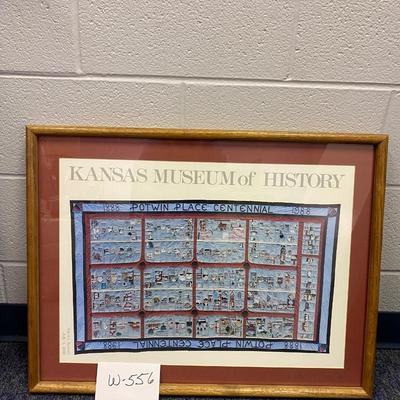 KANSAS MUSEUM of HISTORY
1888 POTWIN PLACE CENTENNIAL 1988
1888 POTWIN PLACE CENTENNIAL 1988
W-556